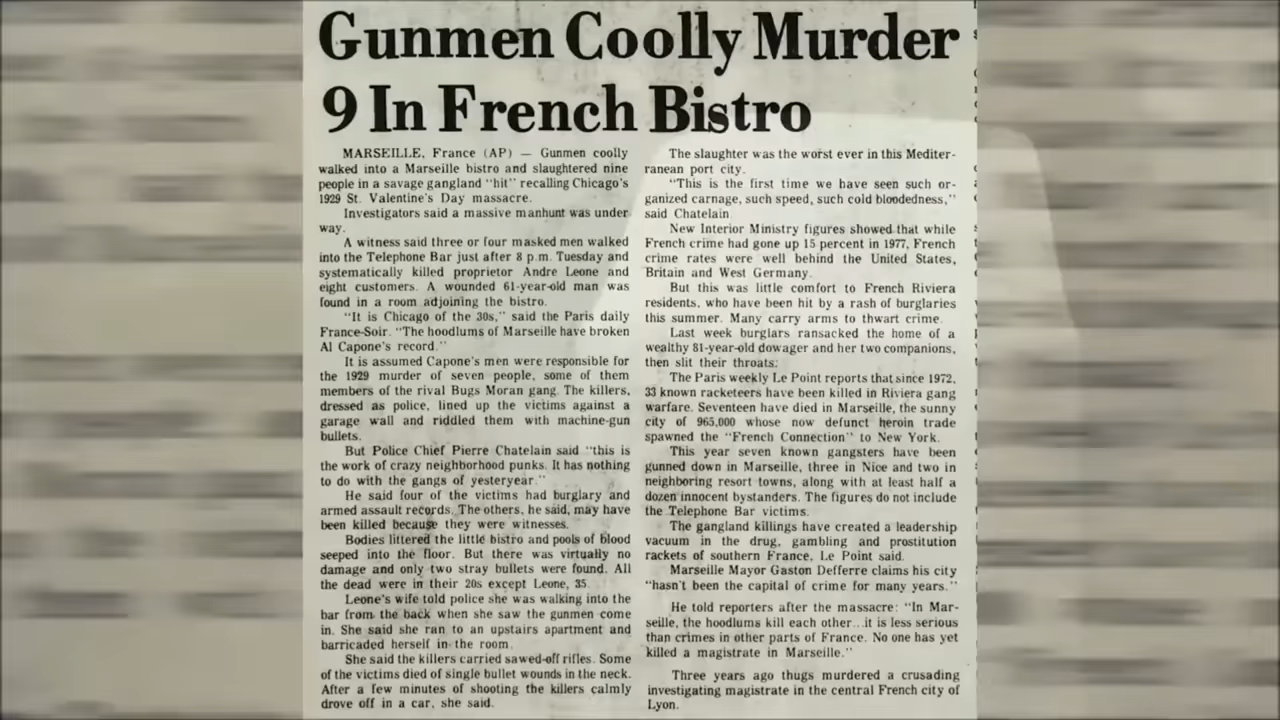 Gunmen Coolly Murder
9 In French Bistro
MARSEILLE, France (AP) — Gunmen coolly
walked into a Marseille bistro and slaughtered nine
people in a savage gangland "hit" recalling Chicago's
1929 St. Valentine's Day massacre.
Investigators said a massive manhunt was under
way.
A witness said three or four masked men walked
into the Telephone Bar just after 8 p.m. Tuesday and
systematically killed proprietor Andre Leone and
eight customers. A wounded 61-year-old man was
found in a room adjoining the bistro.
"It is Chicago of the 30s," said the Paris daily
France-Soir. "The hoodlums of Marseille have broken
Al Capone's record."
It is assumed Capone's men were responsible for
the 1929 murder of seven people, some of them
members of the rival Bugs Moran gang. The killers,
dressed as police, lined up the victims against a
garage wall and riddled them with machine-gun
bullets.
But Police Chief Pierre Chatelain said "this is
the work of crazy neighborhood punks. It has nothing
to do with the gangs of yesteryear."
He said four of the victims had burglary and
armed assault records. The others, he said, may have
been killed because they were witnesses.
Bodies littered the little bistro and pools of blood
seeped into the floor. But there was virtually no
damage and only two stray bullets were found. All
the dead were in their 20s except Leone, 35.
Leone's wife told police she was walking into the
bar from the back when she saw the gunmen come
in. She said she ran to an upstairs apartment and
barricaded herself in the room.
She said the killers carried sawed-off rifles. Some
of the victims died of single bullet wounds in the neck.
After a few minutes of shooting the killers calmly
drove off in a car, she said.
The slaughter was the worst ever in this Mediter-
ranean port city.
"This is the first time we have seen such or-
ganized carnage, such speed, such cold bloodedness,"
said Chatelain
New Interior Ministry figures showed that while
French crime had gone up 15 percent in 1977, French
crime rates were well behind the United States,
Britain and West Germany.
But this was little comfort to French Riviera
residents, who have been hit by a rash of burglaries
this summer. Many carry arms to thwart crime.
Last week burglars ransacked the home of a
wealthy 81-year-old dowager and her two companions,
then slit their throats.
The Paris weekly Le Point reports that since 1972,
33 known racketeers have been killed in Riviera gang
warfare. Seventeen have died in Marseille, the sunny
city of 965,000 whose now defunct heroin trade
spawned the "French Connection" to New York.
This year seven known gangsters have been
gunned down in Marseille, three in Nice and two in
neighboring resort towns, along with at least half a
dozen innocent bystanders. The figures do not include
the Telephone Bar victims.
The gangland killings have created a leadership
vacuum in the drug, gambling and prostitution
rackets of southern France, Le Point said.
Marseille Mayor Gaston Defferre claims his city
"hasn't been the capital of crime for many years."
He told reporters after the massacre: "In Mar-
seille, the hoodlums kill each other...it is less serious
than crimes in other parts of France. No one has yet
killed a magistrate in Marseille."
Three years ago thugs murdered a crusading
investigating magistrate in the central French city of
Lyon.